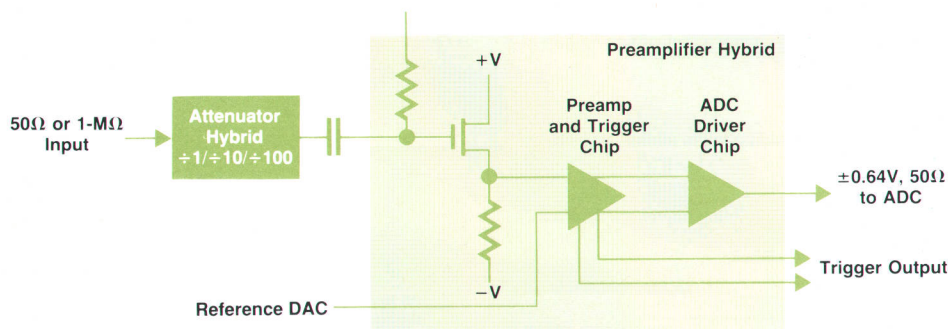 Preamplifier Hybrid
+V
50Ω or 1-MΩ
Input
Attenuator
Hybrid
÷1/÷10/÷100
Preamp
and Trigger
Chip
ADC
Driver
Chip
±0.64V, 50Ω
to ADC
Trigger Output
−V
Reference DAC